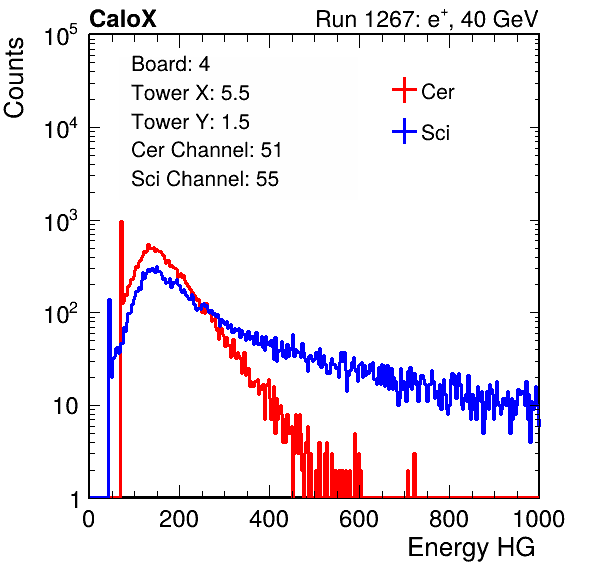 CaloX Run 1267: e⁺, 40 GeV
Counts
Board: 4
Tower X: 5.5
Tower Y: 1.5
Cer Channel: 51
Sci Channel: 55
Cer
Sci
10⁵
10⁴
10³
10²
10
1
0 200 400 600 800 1000
Energy HG